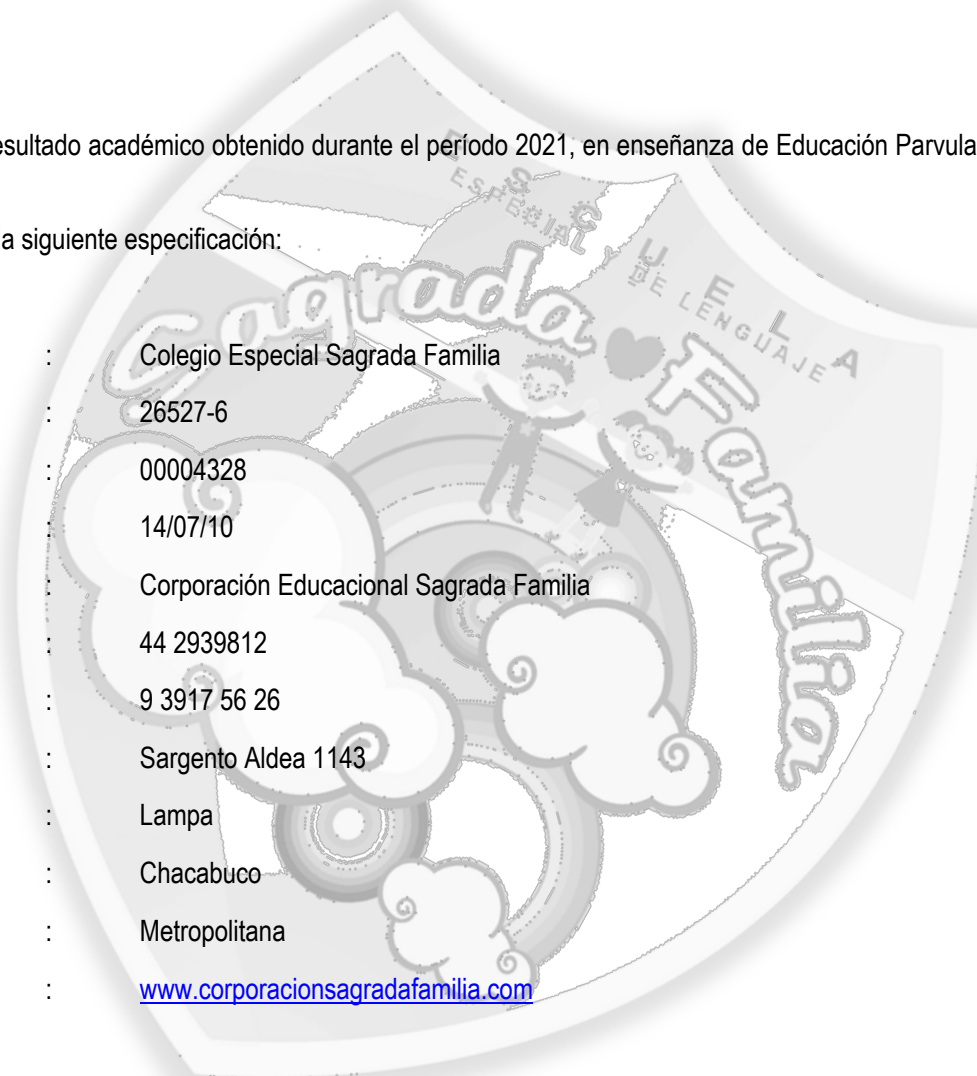 esultado académico obtenido durante el período 2021, en enseñanza de Educación Parvula
a siguiente especificación:
ESCUELA
ESPECIAL Y DE LENGUAJE
Sagrada Familia
: Colegio Especial Sagrada Familia
: 26527-6
: 00004328
: 14/07/10
: Corporación Educacional Sagrada Familia
: 44 2939812
: 9 3917 56 26
: Sargento Aldea 1143
: Lampa
: Chacabuco
: Metropolitana
: www.corporacionsagradafamilia.com